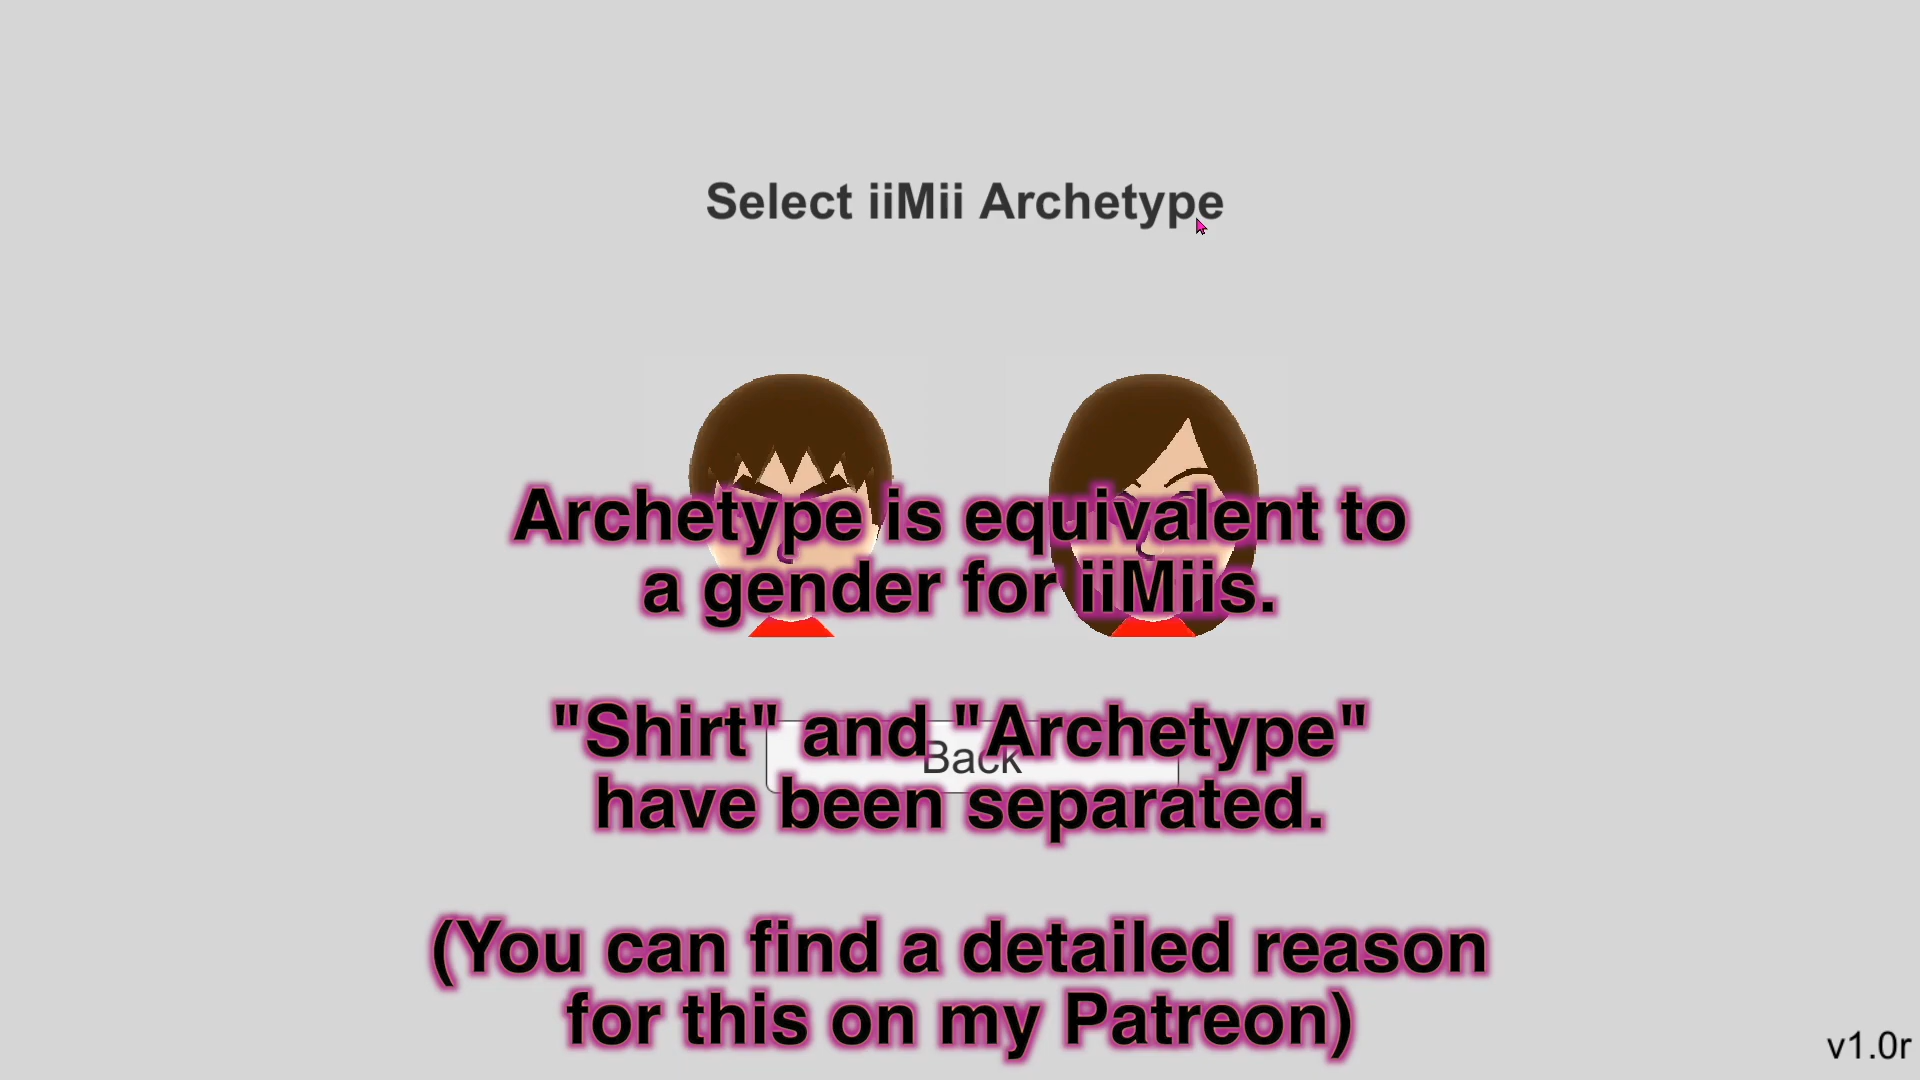 Select iiMii Archetype
Archetype is equivalent to
a gender for iiMiis.
"Shirt" and "Archetype"
Back
have been separated.
(You can find a detailed reason
for this on my Patreon)
v1.0r